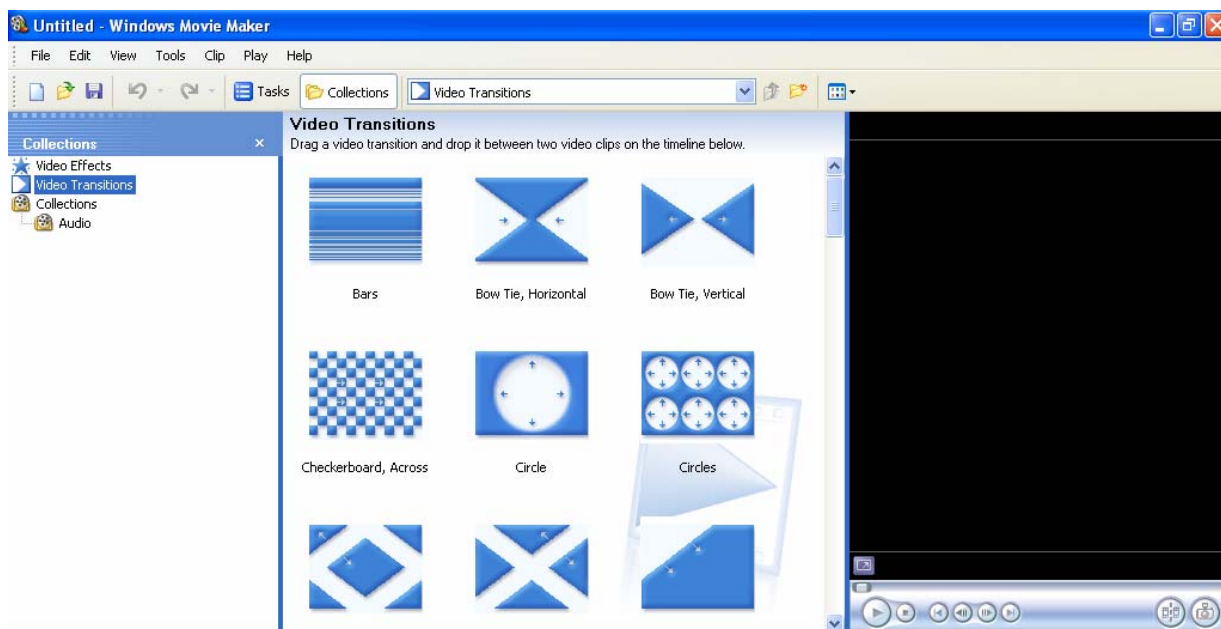 Untitled - Windows Movie Maker
File Edit View Tools Clip Play Help
Tasks Collections Video Transitions
Collections
Video Effects
Video Transitions
Collections
Audio
Video Transitions
Drag a video transition and drop it between two video clips on the timeline below.
Bars Bow Tie, Horizontal Bow Tie, Vertical
Checkerboard, Across Circle Circles